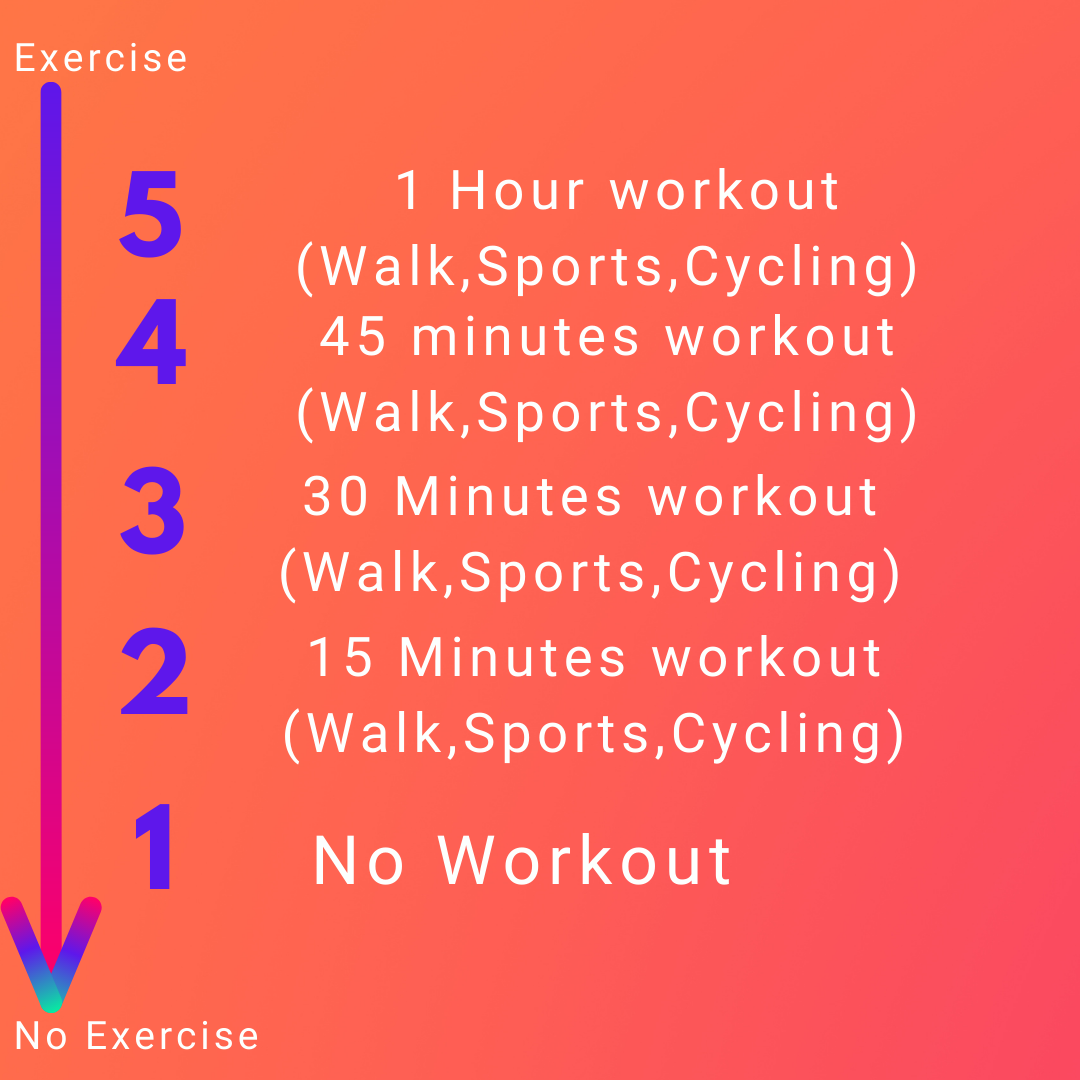 Exercise
5
1 Hour workout
(Walk,Sports,Cycling)
4
45 minutes workout
(Walk,Sports,Cycling)
3
30 Minutes workout
(Walk,Sports,Cycling)
2
15 Minutes workout
(Walk,Sports,Cycling)
1
No Workout
No Exercise